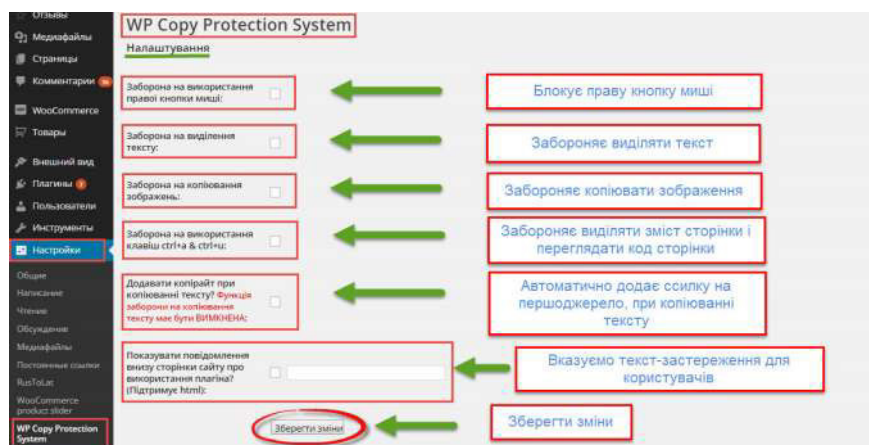 Отзывы
Медиафайлы
Страницы
Комментарии
WooCommerce
Товары
Внешний вид
Плагины
Пользователи
Инструменты
Настройки
Общие
Написание
Чтение
Обсуждение
Медиафайлы
Постоянные ссылки
RusToLat
WooCommerce
product slider
WP Copy Protection
System
WP Copy Protection System
Налаштування
Заборона на використання
правої кнопки миші:
Блокує праву кнопку миші
Заборона на виділення
тексту:
Забороняє виділяти текст
Заборона на копіювання
зображень:
Забороняє копіювати зображення
Заборона на використання
клавіш ctrl+a & ctrl+u:
Забороняє виділяти зміст сторінки і
переглядати код сторінки
Додавати копірайт при
копіюванні тексту? Функція
заборони на копіювання
тексту має бути ВИМКНЕНА:
Автоматично додає ссилку на
першоджерело, при копіюванні
тексту
Показувати повідомлення
внизу сторінки сайту про
використання плагіна?
(Підтримує html):
Вказуємо текст-застереження для
користувачів
Зберегти зміни
Зберегти зміни